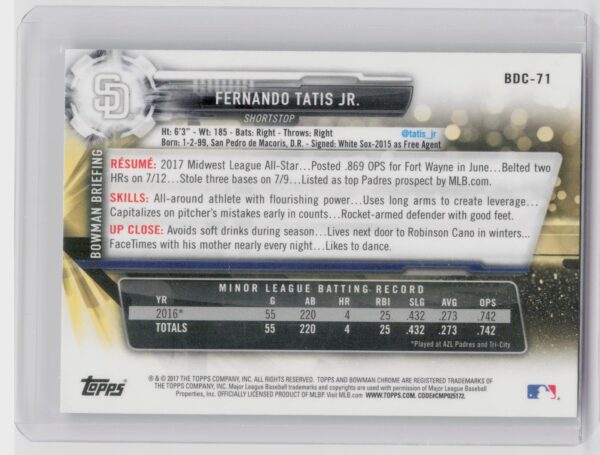 BDC-71
SD
FERNANDO TATIS JR.
SHORTSTOP
Ht: 6'3" - Wt: 185 - Bats: Right - Throws: Right
@tatis_jr
Born: 1-2-99, San Pedro de Macoris, D.R. - Signed: White Sox-2015 as Free Agent
BOWMAN BRIEFING
RÉSUMÉ: 2017 Midwest League All-Star...Posted .869 OPS for Fort Wayne in June...Belted two
HRs on 7/12...Stole three bases on 7/9...Listed as top Padres prospect by MLB.com.
SKILLS: All-around athlete with flourishing power...Uses long arms to create leverage...
Capitalizes on pitcher's mistakes early in counts...Rocket-armed defender with good feet.
UP CLOSE: Avoids soft drinks during season...Lives next door to Robinson Cano in winters...
FaceTimes with his mother nearly every night...Likes to dance.
MINOR LEAGUE BATTING RECORD
YR G AB HR RBI SLG AVG OPS
2016* 55 220 4 25 .432 .273 .742
TOTALS 55 220 4 25 .432 .273 .742
*Played at AZL Padres and Tri-City
Topps
® & © 2017 THE TOPPS COMPANY, INC. ALL RIGHTS RESERVED. TOPPS AND BOWMAN CHROME ARE REGISTERED TRADEMARKS OF
THE TOPPS COMPANY, INC. Major League Baseball trademarks and copyrights are used with permission of Major League Baseball
Properties, Inc. OFFICIALLY LICENSED PRODUCT OF MLBP. Visit MLB.com WWW.TOPPS.COM. CODE#CMP025172.